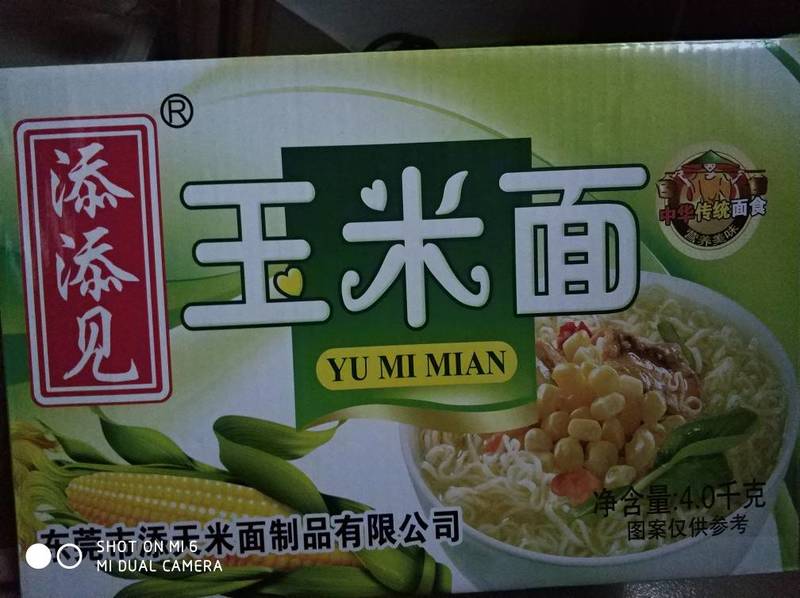 添添见
®
玉米面
YU MI MIAN
中华传统面食
营养美味
净含量:4.0千克
图案仅供参考
东莞市添玉米面制品有限公司
SHOT ON MI 6
MI DUAL CAMERA